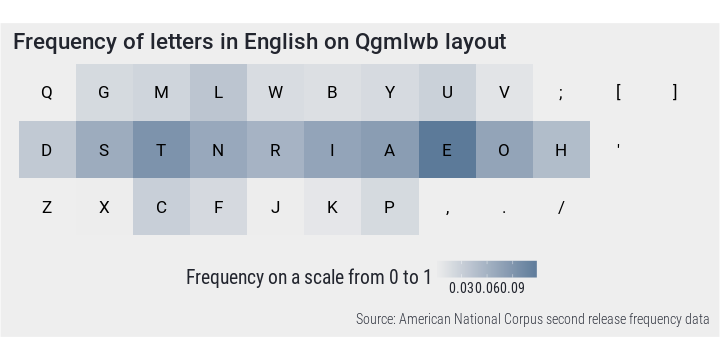 Frequency of letters in English on Qgmlwb layout
Q G M L W B Y U V ; [ ]
D S T N R I A E O H '
Z X C F J K P , . /
Frequency on a scale from 0 to 1
0.030.060.09
Source: American National Corpus second release frequency data